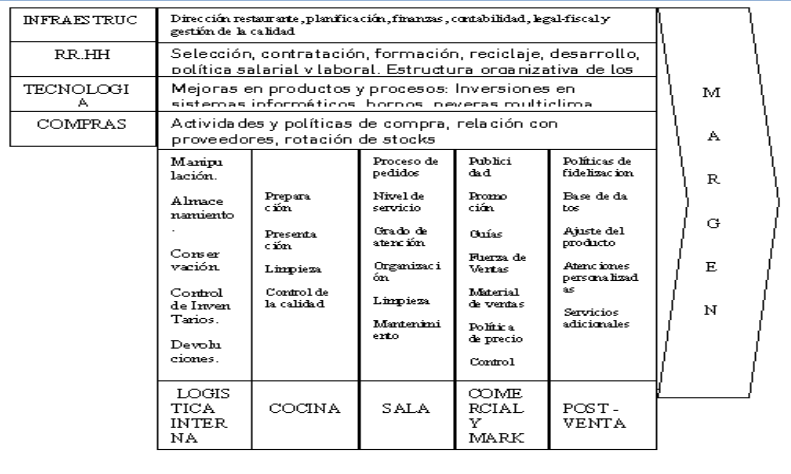 INFRAESTRUC
Dirección restaurante, planificación, finanzas, contabilidad, legal-fiscal y
gestión de la calidad
RR.HH
Selección, contratación, formación, reciclaje, desarrollo,
política salarial y laboral. Estructura organizativa de los
TECNOLOGI
A
Mejoras en productos y procesos: Inversiones en
sistemas informáticos, hornos, neveras multiclima
COMPRAS
Actividades y políticas de compra, relación con
proveedores, rotación de stocks
Manipu
lación.
Almace
namiento
.
Conser
vación.
Control
de Inven
Tarios.
Devolu
ciones.
Prepara
ción
Presenta
ción
Limpieza
Control de
la calidad
Proceso de
pedidos
Nivel de
servicio
Grado de
atención
Organizaci
ón
Limpieza
Mantenimi
ento
Publici
dad
Promo
ción
Guías
Fuerza de
Ventas
Material
de ventas
Política
de precio
Control
Políticas de
fidelizacion
Base de da
tos
Ajuste del
producto
Atenciones
personalizad
as
Servicios
adicionales
LOGIS
TICA
INTER
NA
COCINA
SALA
COME
RCIAL
Y
MARK
POST -
VENTA
M
A
R
G
E
N